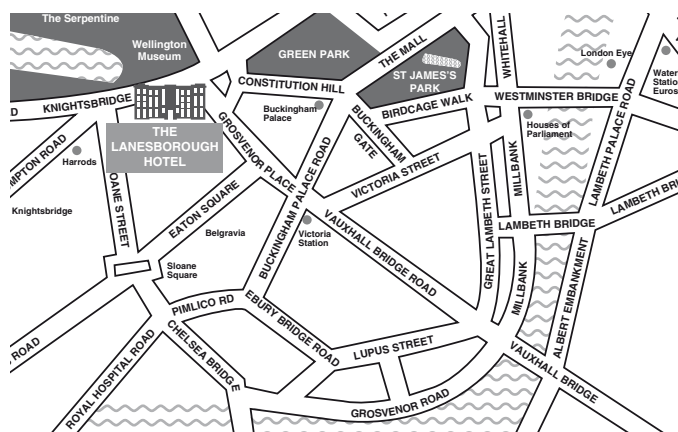 The Serpentine
Wellington
Museum
GREEN PARK
THE MALL
WHITEHALL
London Eye
ST JAMES'S
PARK
CONSTITUTION HILL
KNIGHTSBRIDGE
Buckingham
Palace
BIRDCAGE WALK
WESTMINSTER BRIDGE
Houses of
Parliament
THE
LANESBOROUGH
HOTEL
GROSVENOR PLACE
BUCKINGHAM
GATE
VICTORIA STREET
GREAT LAMBETH STREET
MILLBANK
LAMBETH PALACE ROAD
Harrods
Knightsbridge
EATON SQUARE
BUCKINGHAM PALACE ROAD
Belgravia
Victoria
Station
VAUXHALL BRIDGE ROAD
LAMBETH BRIDGE
Sloane
Square
PIMLICO RD
EBURY BRIDGE ROAD
MILLBANK
ALBERT EMBANKMENT
CHELSEA BRIDGE
LUPUS STREET
VAUXHALL BRIDGE
ROAD
ROYAL HOSPITAL ROAD
GROSVENOR ROAD